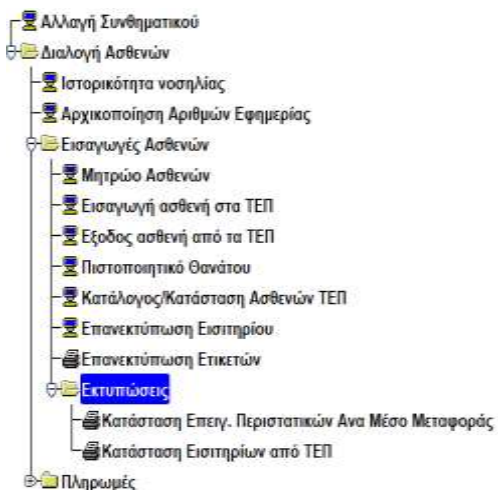 Αλλαγή Συνθηματικού
Διαλογή Ασθενών
Ιστορικότητα νοσηλίας
Αρχικοποίηση Αριθμών Εφημερίας
Εισαγωγές Ασθενών
Μητρώο Ασθενών
Εισαγωγή ασθενή στα ΤΕΠ
Εξοδος ασθενή από τα ΤΕΠ
Πιστοποιητικό Θανάτου
Κατάλογος/Κατάσταση Ασθενών ΤΕΠ
Επανεκτύπωση Εισιτηρίου
Επανεκτύπωση Ετικετών
Εκτυπώσεις
Κατάσταση Επειγ. Περιστατικών Ανα Μέσο Μεταφοράς
Κατάσταση Εισιτηρίων από ΤΕΠ
Πληρωμές